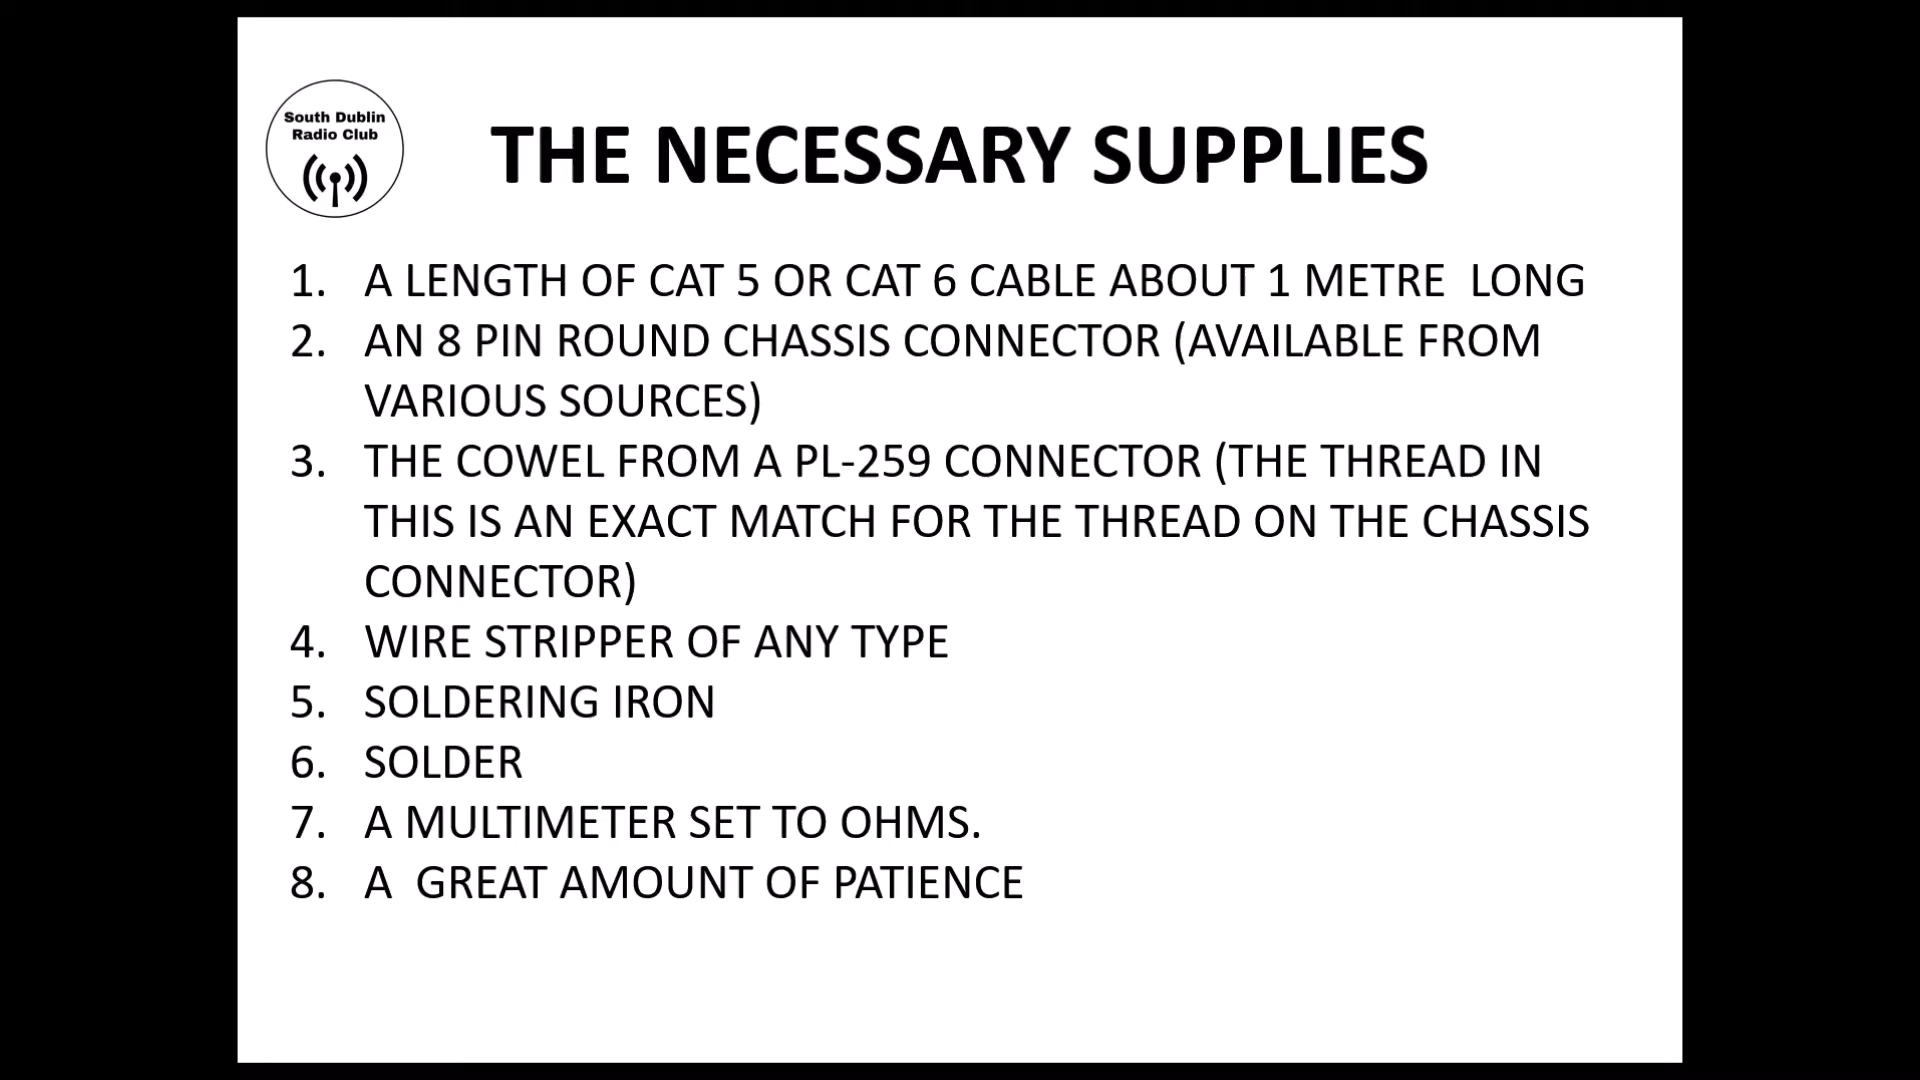 South Dublin
Radio Club
THE NECESSARY SUPPLIES
1. A LENGTH OF CAT 5 OR CAT 6 CABLE ABOUT 1 METRE  LONG
2. AN 8 PIN ROUND CHASSIS CONNECTOR (AVAILABLE FROM
VARIOUS SOURCES)
3. THE COWEL FROM A PL-259 CONNECTOR (THE THREAD IN
THIS IS AN EXACT MATCH FOR THE THREAD ON THE CHASSIS
CONNECTOR)
4. WIRE STRIPPER OF ANY TYPE
5. SOLDERING IRON
6. SOLDER
7. A MULTIMETER SET TO OHMS.
8. A  GREAT AMOUNT OF PATIENCE